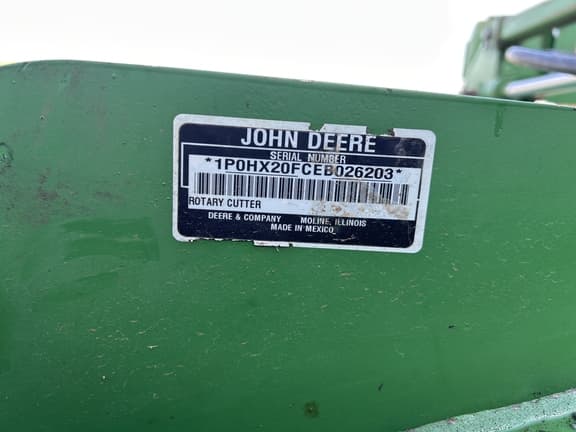 JOHN DEERE
SERIAL NUMBER
*1P0HX20FCEB026203*
ROTARY CUTTER
DEERE & COMPANY MOLINE, ILLINOIS
MADE IN MEXICO